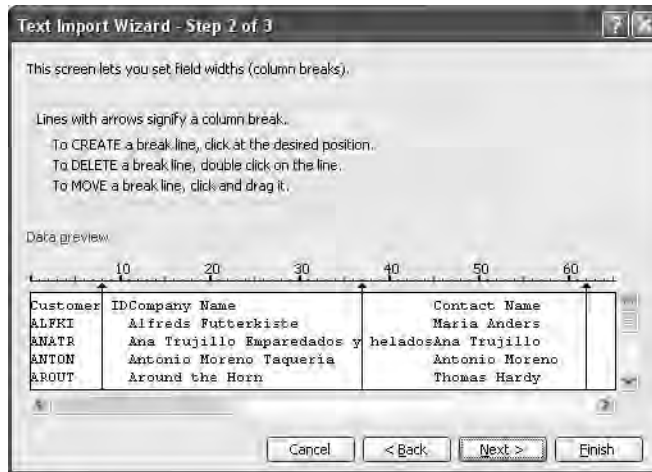 Text Import Wizard - Step 2 of 3
This screen lets you set field widths (column breaks).
Lines with arrows signify a column break.
To CREATE a break line, click at the desired position.
To DELETE a break line, double click on the line.
To MOVE a break line, click and drag it.
Data preview
10 20 30 40 50 60
Customer IDCompany Name Contact Name
ALFKI Alfreds Futterkiste Maria Anders
ANATR Ana Trujillo Emparedados y heladosAna Trujillo
ANTON Antonio Moreno Taquería Antonio Moreno
AROUT Around the Horn Thomas Hardy
Cancel < Back Next > Finish